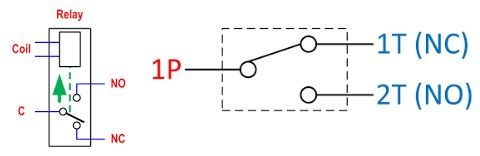 Relay
Coil
NO
C
NC
1P
1T (NC)
2T (NO)